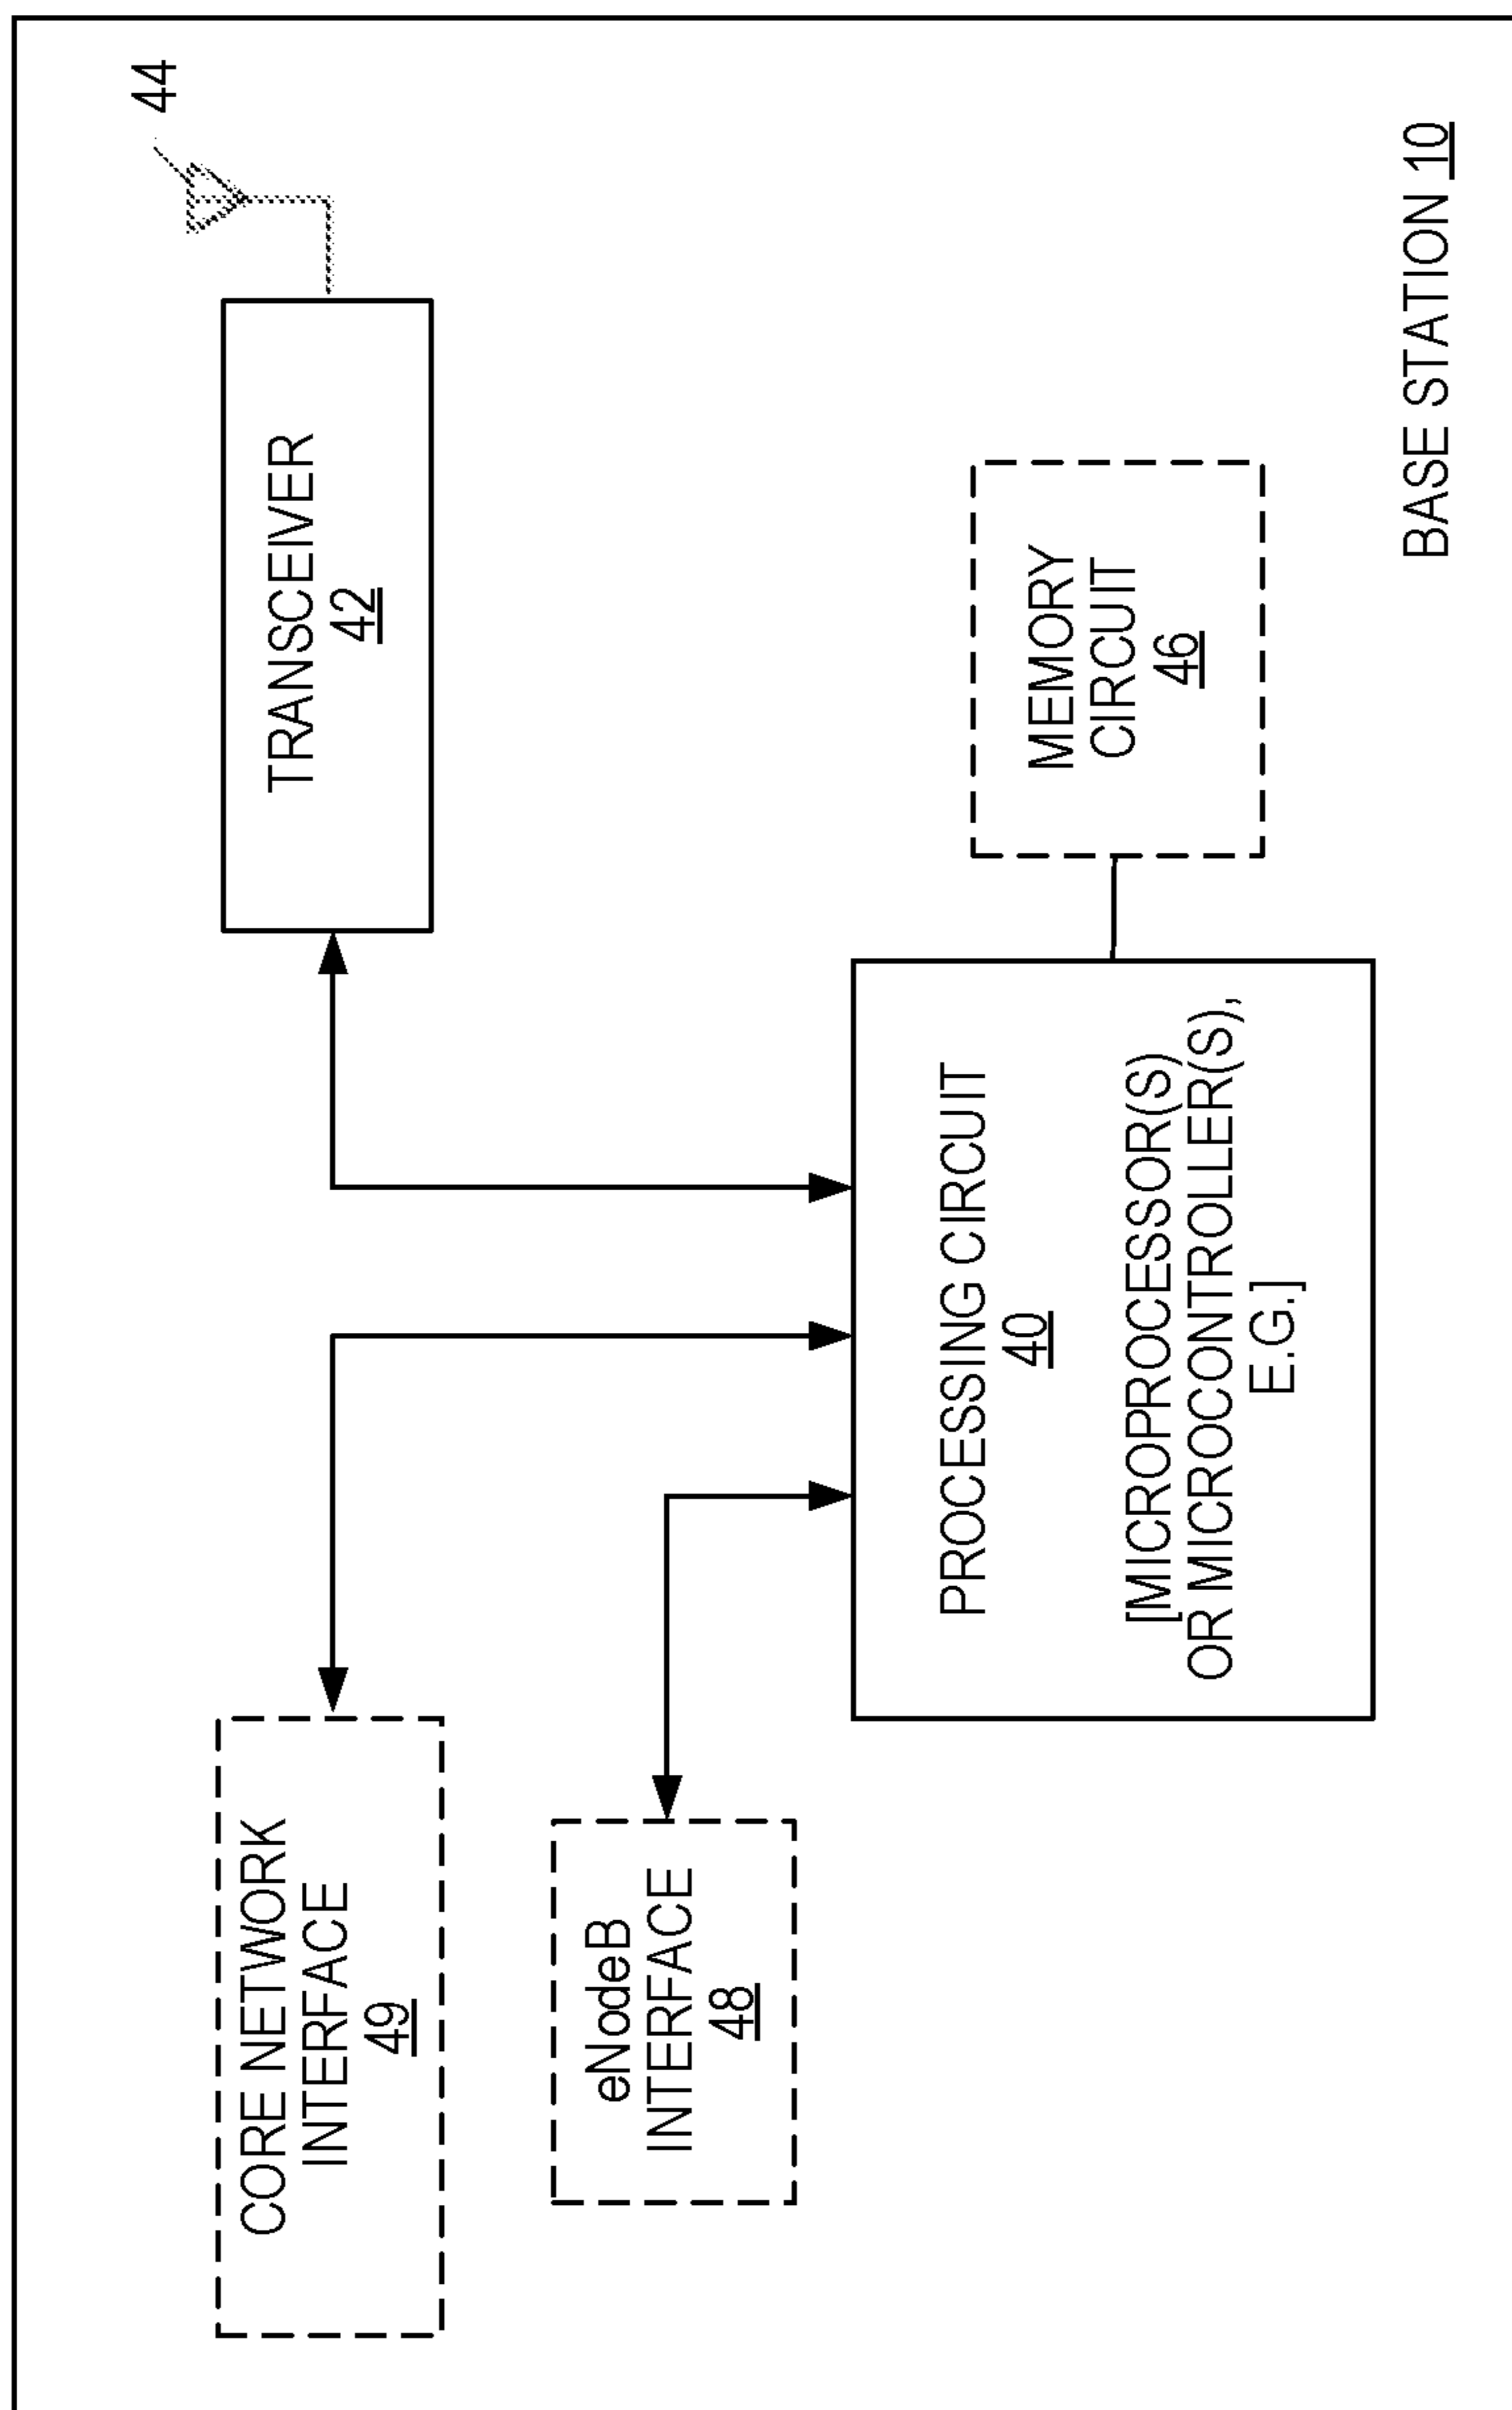 CORE NETWORK
INTERFACE
49
TRANSCEIVER
42
44
eNodeB
INTERFACE
48
PROCESSING CIRCUIT
40
[MICROPROCESSOR(S)
OR MICROCONTROLLER(S),
E.G.]
MEMORY
CIRCUIT
46
BASE STATION 10